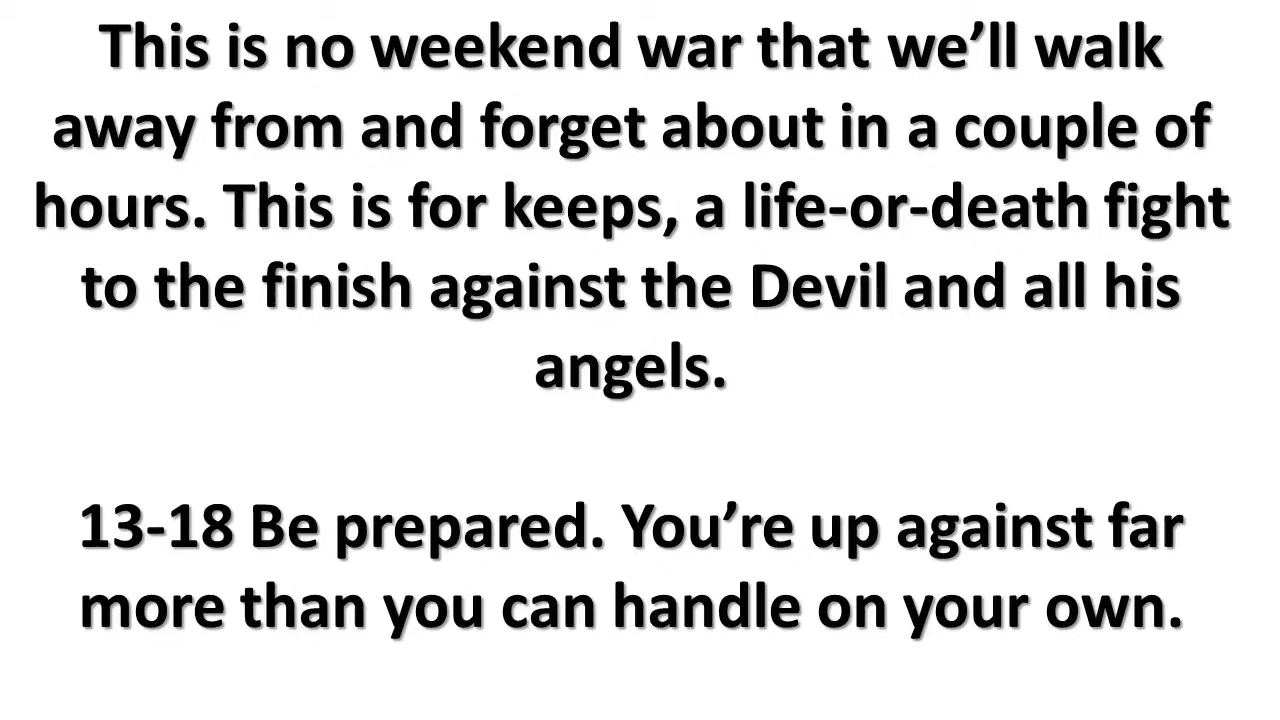 This is no weekend war that we’ll walk
away from and forget about in a couple of
hours. This is for keeps, a life-or-death fight
to the finish against the Devil and all his
angels.
13-18 Be prepared. You’re up against far
more than you can handle on your own.